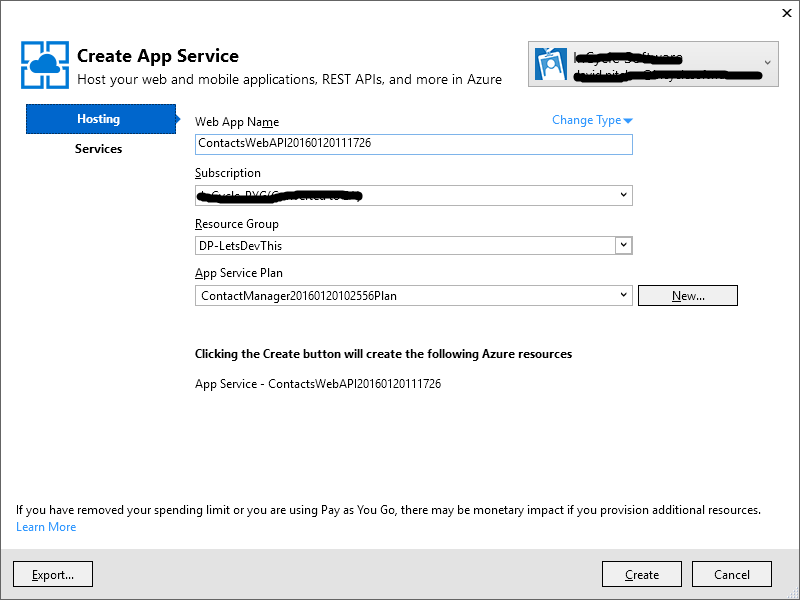 Create App Service
Host your web and mobile applications, REST APIs, and more in Azure
Hosting
Services
Web App Name
Change Type
ContactsWebAPI20160120111726
Subscription
Resource Group
DP-LetsDevThis
App Service Plan
ContactManager20160120102556Plan
New...
Clicking the Create button will create the following Azure resources
App Service - ContactsWebAPI20160120111726
If you have removed your spending limit or you are using Pay as You Go, there may be monetary impact if you provision additional resources.
Learn More
Export...
Create
Cancel